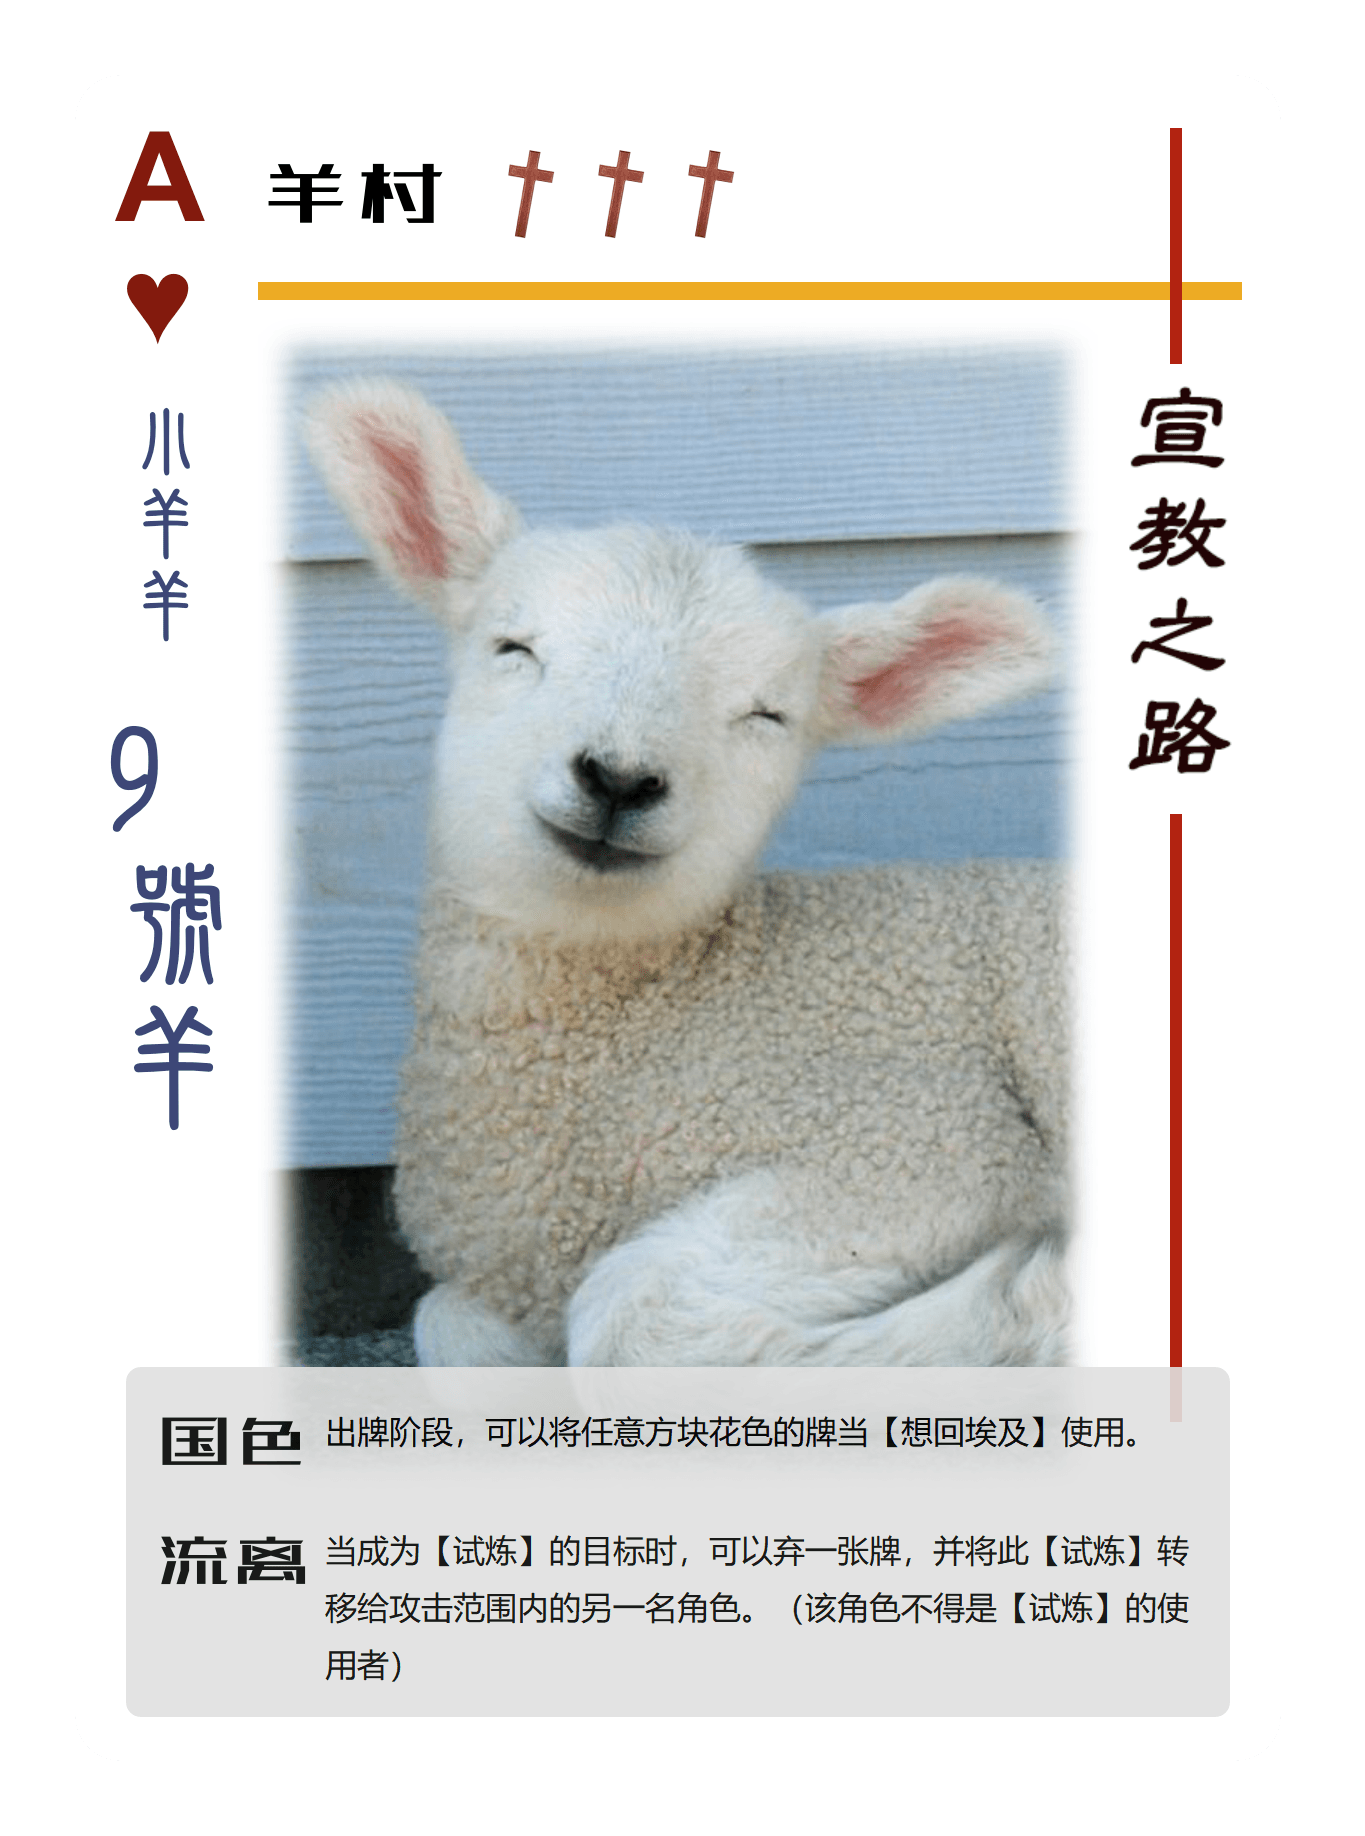 A
♥
羊村
小羊羊
9號羊
宣教之路
国色
出牌阶段，可以将任意方块花色的牌当【想回埃及】使用。
流离
当成为【试炼】的目标时，可以弃一张牌，并将此【试炼】转
移给攻击范围内的另一名角色。（该角色不得是【试炼】的使
用者）